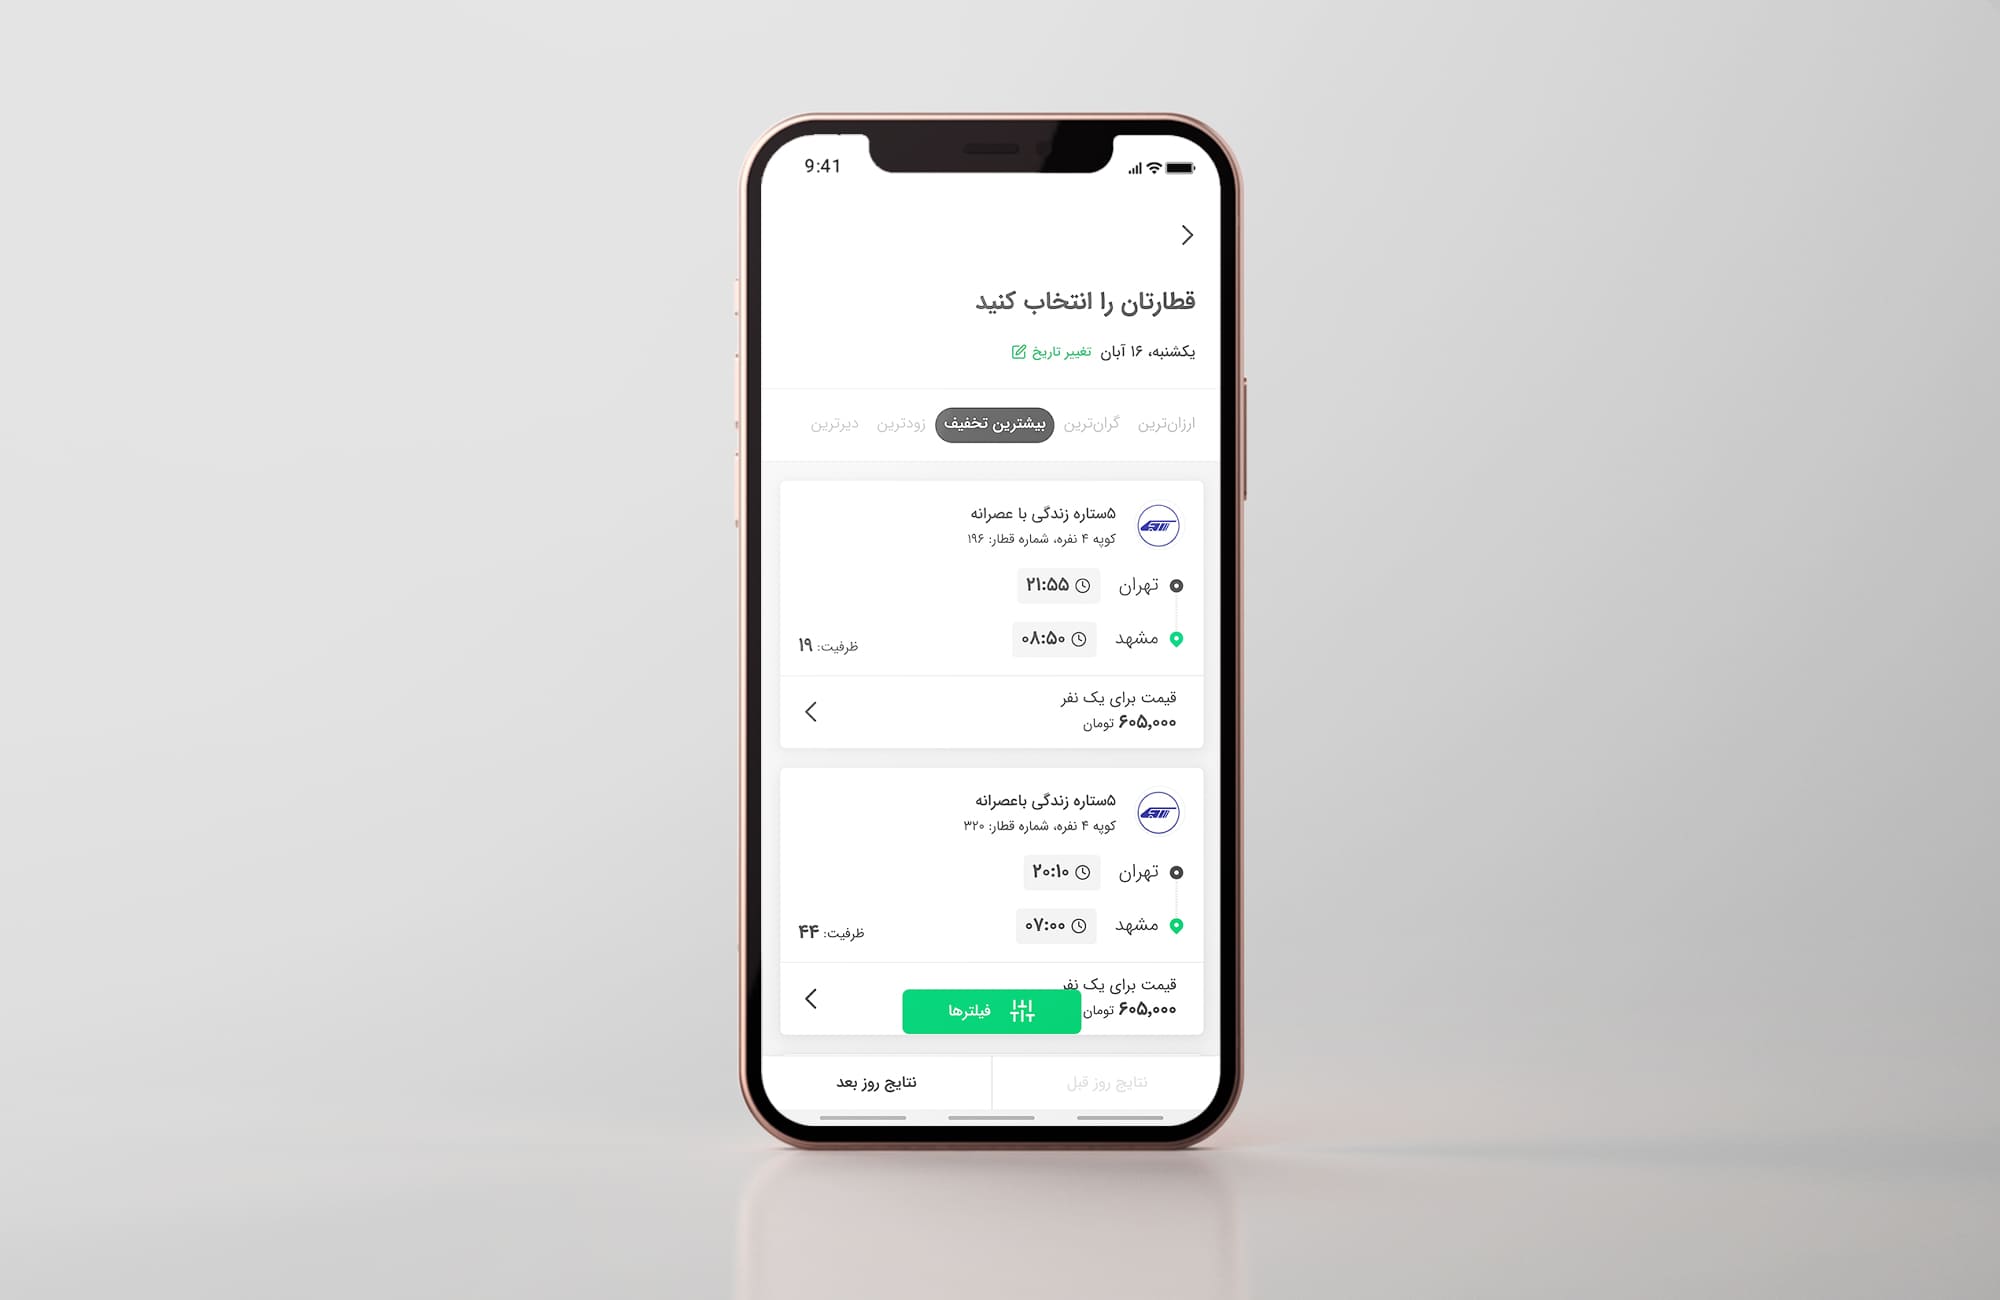 9:41
قطارتان را انتخاب کنید
یکشنبه، ۱۶ آبان تغییر تاریخ
ارزان‌ترین گران‌ترین بیشترین تخفیف زودترین دیرترین
۵ستاره زندگی با عصرانه
کوپه ۴ نفره، شماره قطار: ۱۹۶
تهران ۲۱:۵۵
مشهد ۰۸:۵۰
ظرفیت: ۱۹
قیمت برای یک نفر
۶۰۵,۰۰۰ تومان
۵ستاره زندگی باعصرانه
کوپه ۴ نفره، شماره قطار: ۳۲۰
تهران ۲۰:۱۰
مشهد ۰۷:۰۰
ظرفیت: ۴۴
قیمت برای یک نفر
۶۰۵,۰۰۰ تومان
فیلترها
نتایج روز قبل نتایج روز بعد